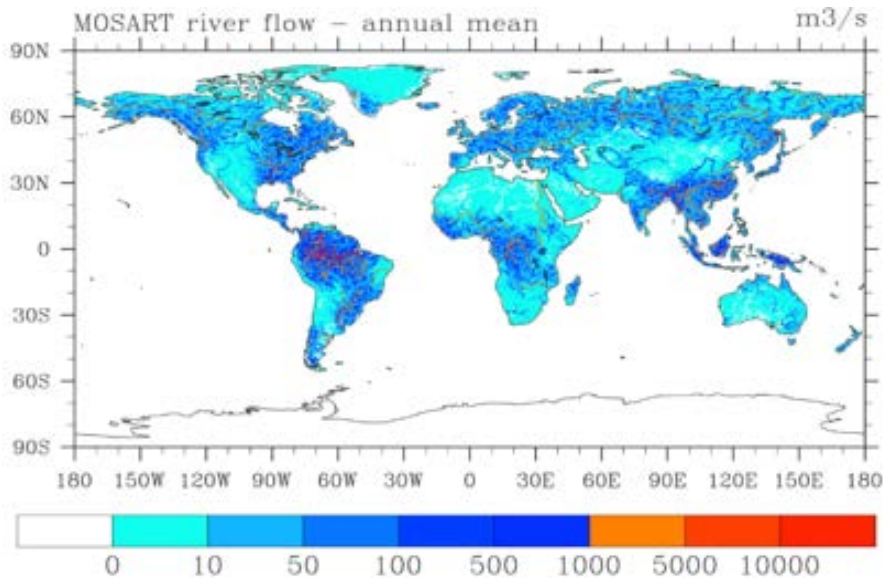 MOSART river flow − annual mean m3/s
90N
60N
30N
0
30S
60S
90S
180 150W 120W 90W 60W 30W 0 30E 60E 90E 120E 150E 180
0 10 50 100 500 1000 5000 10000